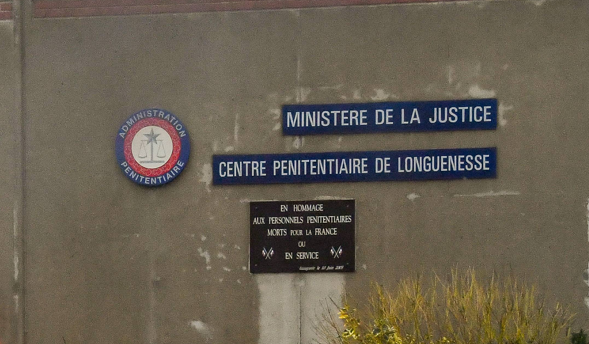 MINISTERE DE LA JUSTICE
ADMINISTRATION
PENITENTIAIRE
CENTRE PENITENTIAIRE DE LONGUENESSE
EN HOMMAGE
AUX PERSONNELS PENITENTIAIRES
MORTS POUR LA FRANCE
OU
EN SERVICE